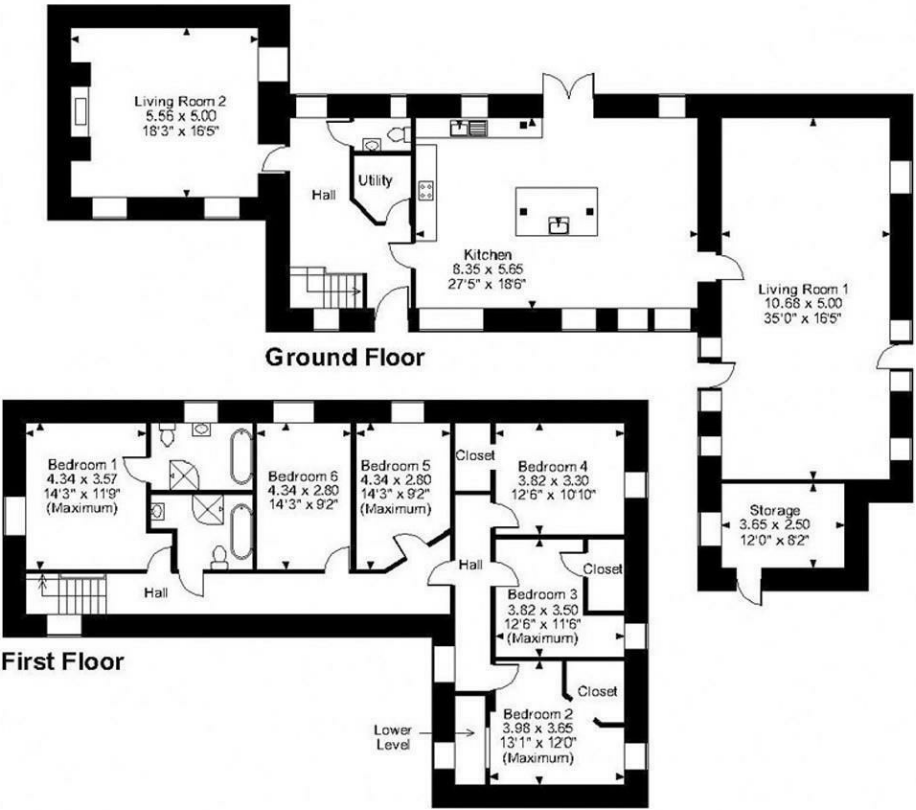 Living Room 2
5.56 x 5.00
18'3" x 16'5"
Hall
Utility
Kitchen
8.35 x 5.65
27'5" x 18'6"
Living Room 1
10.68 x 5.00
35'0" x 16'5"
Ground Floor
Storage
3.65 x 2.50
12'0" x 8'2"
Bedroom 1
4.34 x 3.57
14'3" x 11'9"
(Maximum)
Bedroom 6
4.34 x 2.80
14'3" x 9'2"
Bedroom 5
4.34 x 2.80
14'3" x 9'2"
(Maximum)
Closet
Bedroom 4
3.82 x 3.30
12'6" x 10'10"
Hall
Hall
Closet
Bedroom 3
3.82 x 3.50
12'6" x 11'6"
(Maximum)
First Floor
Closet
Bedroom 2
3.98 x 3.65
13'1" x 12'0"
(Maximum)
Lower
Level